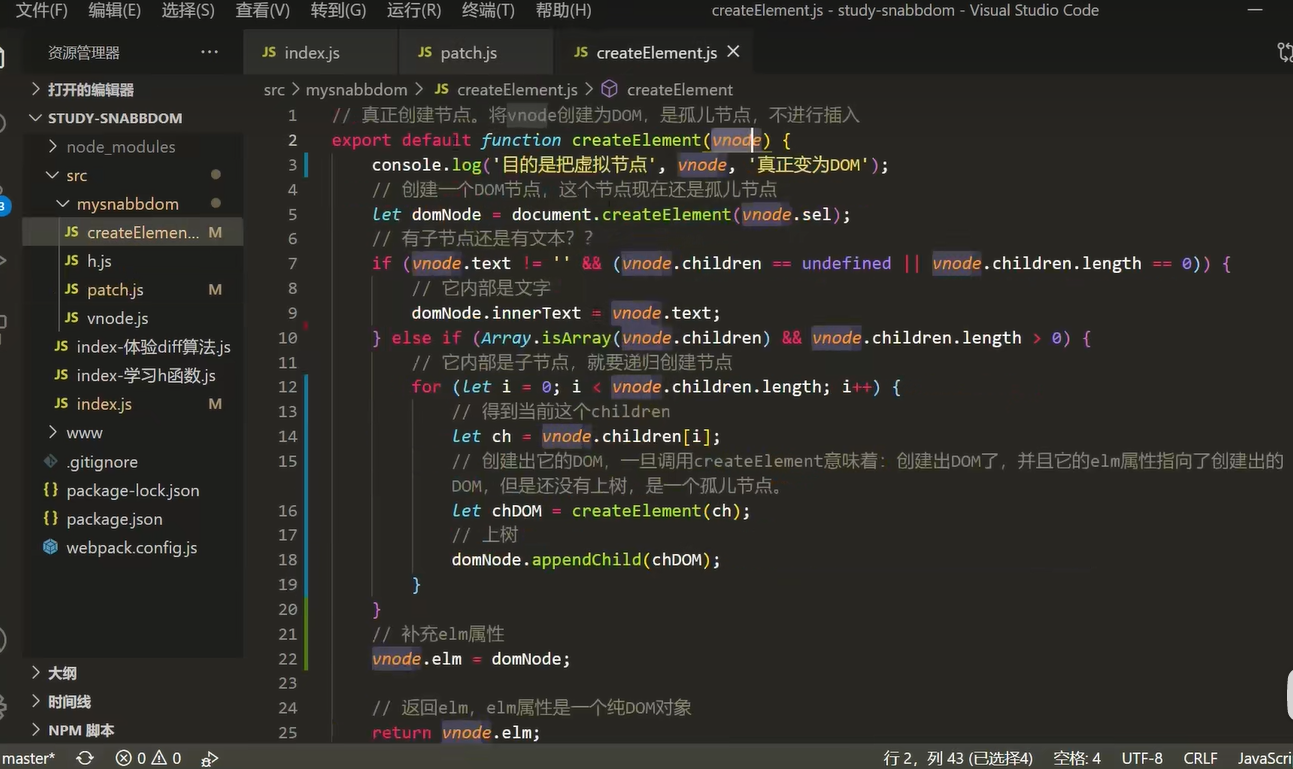 文件(F) 编辑(E) 选择(S) 查看(V) 转到(G) 运行(R) 终端(T) 帮助(H) createElement.js - study-snabbdom - Visual Studio Code
资源管理器 ···
JS index.js
JS patch.js
JS createElement.js ×
打开的编辑器
STUDY-SNABBDOM
node_modules
src
mysnabbdom
JS createElemen... M
JS h.js
JS patch.js M
JS vnode.js
JS index-体验diff算法.js
JS index-学习h函数.js
JS index.js M
www
.gitignore
{} package-lock.json
{} package.json
webpack.config.js
大纲
时间线
NPM 脚本
src > mysnabbdom > JS createElement.js > createElement
1 // 真正创建节点。将vnode创建为DOM，是孤儿节点，不进行插入
2 export default function createElement(vnode) {
3 console.log('目的是把虚拟节点', vnode, '真正变为DOM');
4 // 创建一个DOM节点，这个节点现在还是孤儿节点
5 let domNode = document.createElement(vnode.sel);
6 // 有子节点还是有文本？？
7 if (vnode.text != '' && (vnode.children == undefined || vnode.children.length == 0)) {
8 // 它内部是文字
9 domNode.innerText = vnode.text;
10 } else if (Array.isArray(vnode.children) && vnode.children.length > 0) {
11 // 它内部是子节点，就要递归创建节点
12 for (let i = 0; i < vnode.children.length; i++) {
13 // 得到当前这个children
14 let ch = vnode.children[i];
15 // 创建出它的DOM，一旦调用createElement意味着：创建出DOM了，并且它的elm属性指向了创建出的
DOM，但是还没有上树，是一个孤儿节点。
16 let chDOM = createElement(ch);
17 // 上树
18 domNode.appendChild(chDOM);
19 }
20 }
21 // 补充elm属性
22 vnode.elm = domNode;
23
24 // 返回elm，elm属性是一个纯DOM对象
25 return vnode.elm;
master* 0 0 行 2，列 43 (已选择4) 空格: 4 UTF-8 CRLF JavaScri